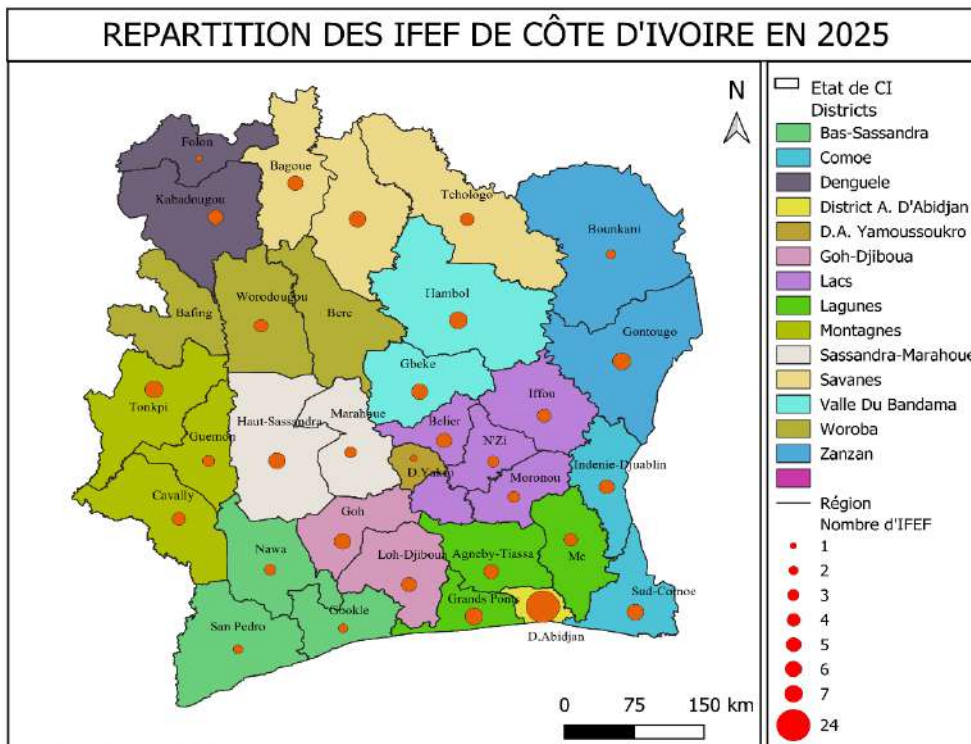 REPARTITION DES IFEF DE CÔTE D'IVOIRE EN 2025
N
Folon
Bagoue
Kabadougou
Tchologo
Bounkani
Worodougou
Bere
Hambol
Bafing
Gontougo
Gbeke
Iffou
Tonkpi
Haut-Sassandra
Marahoue
Belier
N'Zi
Guemon
D.Yakro
Indenie-Djuablin
Moronou
Cavally
Goh
Nawa
Loh-Djiboua
Agneby-Tiassa
Me
Sud-Comoe
Grands Ponts
Gbokle
San Pedro
D.Abidjan
0 75 150 km
Etat de CI
Districts
Bas-Sassandra
Comoe
Denguele
District A. D'Abidjan
D.A. Yamoussoukro
Goh-Djiboua
Lacs
Lagunes
Montagnes
Sassandra-Marahoue
Savanes
Valle Du Bandama
Woroba
Zanzan
Région
Nombre d'IFEF
1
2
3
4
5
6
7
24